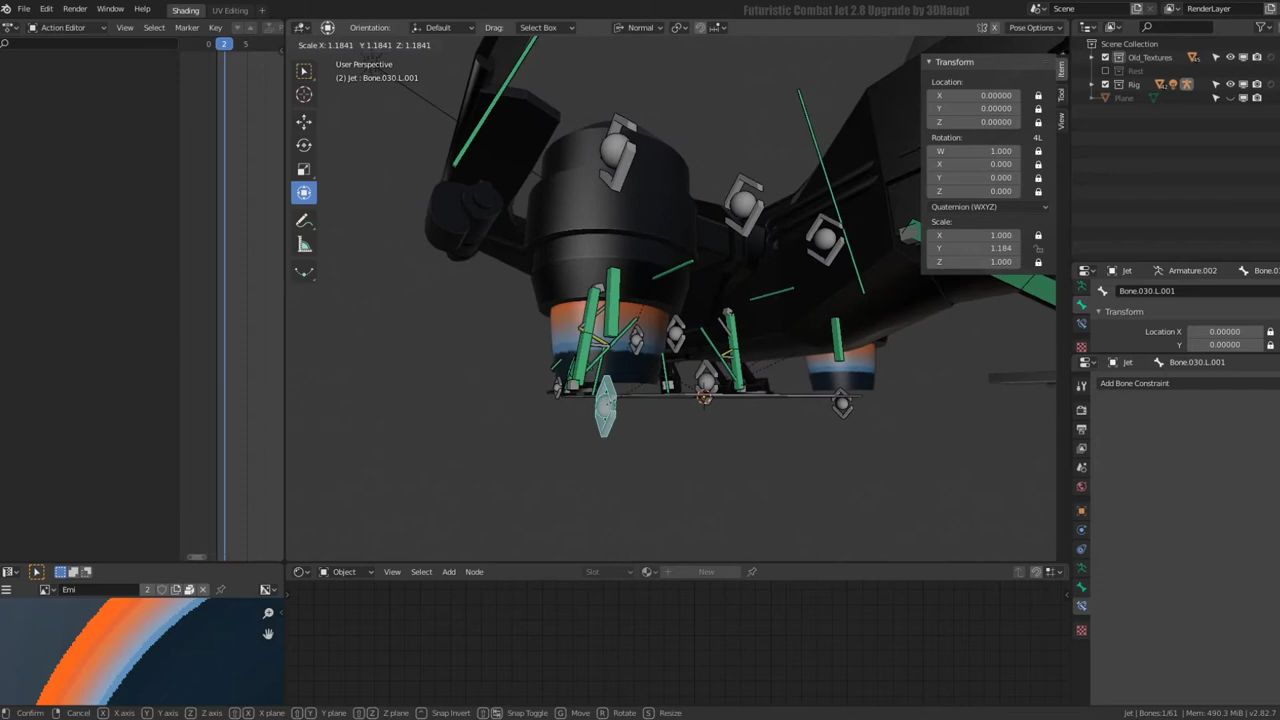 File Edit Render Window Help Shading UV Editing + Futuristic Combat Jet 2.8 Upgrade by 3DHaupt Scene RenderLayer
Action Editor View Select Marker Key 0 2 5 Orientation: Default Drag: Select Box Normal Pose Options
Scale X: 1.1841 Y: 1.1841 Z: 1.1841
User Perspective
(2) Jet : Bone.030.L.001
Transform
Location:
X 0.00000
Y 0.00000
Z 0.00000
Rotation: 4L
W 1.000
X 0.000
Y 0.000
Z 0.000
Quaternion (WXYZ)
Scale:
X 1.000
Y 1.184
Z 1.000
Item
Tool
View
Scene Collection
Old_Textures
Rest
Rig
Plane
Jet Armature.002
Bone.030.L.001
Transform
Location X 0.00000
Y 0.00000
Jet Bone.030.L.001
Add Bone Constraint
Object View Select Add Node Slot New
Emi 2
Confirm Cancel X X axis Y Y axis Z Z axis X X plane Y Y plane Z Z plane Snap Invert Snap Toggle G Move R Rotate S Resize Jet | Bones:1/61 | Mem: 490.3 MiB | v2.82.7